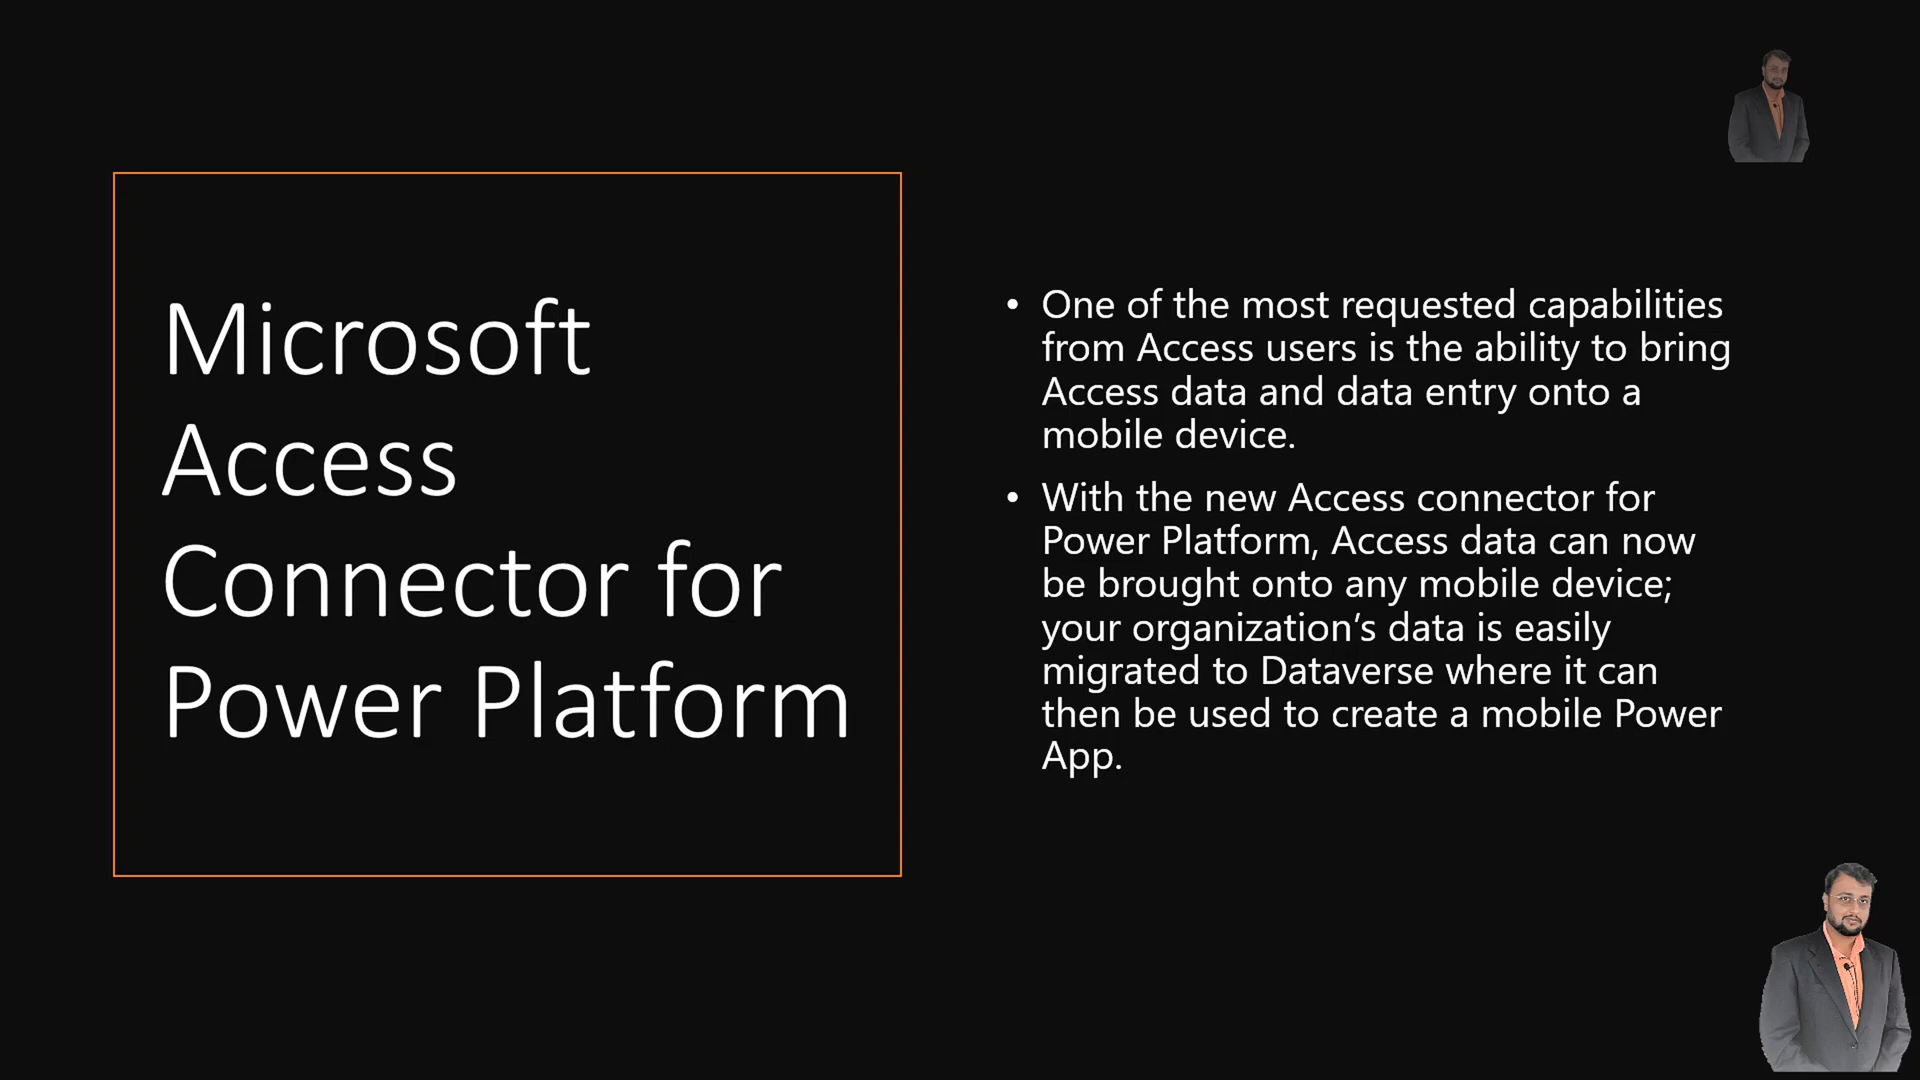 Microsoft
Access
Connector for
Power Platform
• One of the most requested capabilities
from Access users is the ability to bring
Access data and data entry onto a
mobile device.
• With the new Access connector for
Power Platform, Access data can now
be brought onto any mobile device;
your organization’s data is easily
migrated to Dataverse where it can
then be used to create a mobile Power
App.